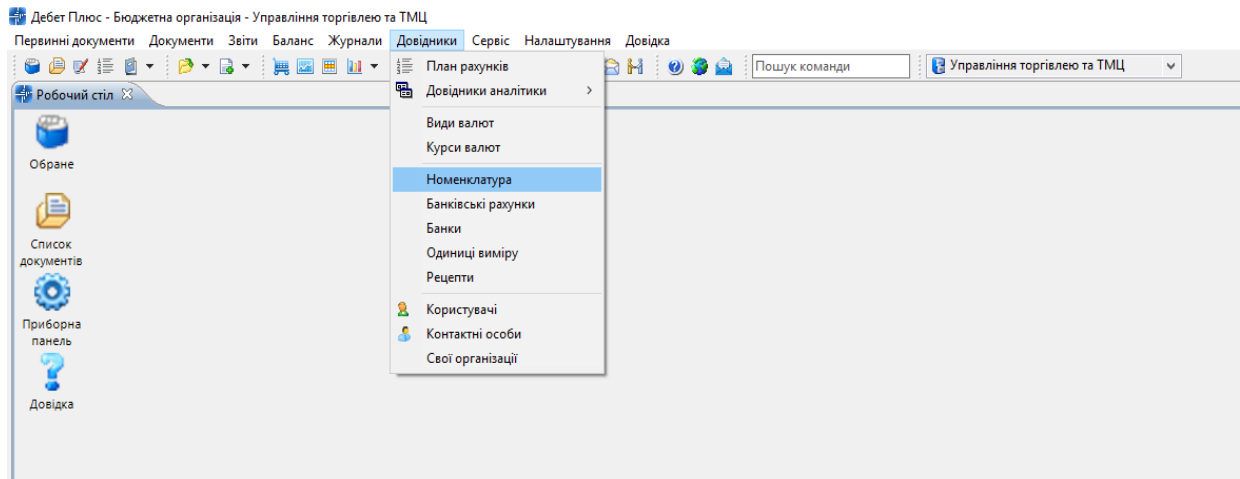 Дебет Плюс - Бюджетна організація - Управління торгівлею та ТМЦ
Первинні документи Документи Звіти Баланс Журнали Довідники Сервіс Налаштування Довідка
Пошук команди Управління торгівлею та ТМЦ
Робочий стіл
План рахунків
Довідники аналітики
Види валют
Курси валют
Номенклатура
Банківські рахунки
Банки
Одиниці виміру
Рецепти
Користувачі
Контактні особи
Свої організації
Обране
Список
документів
Приборна
панель
Довідка